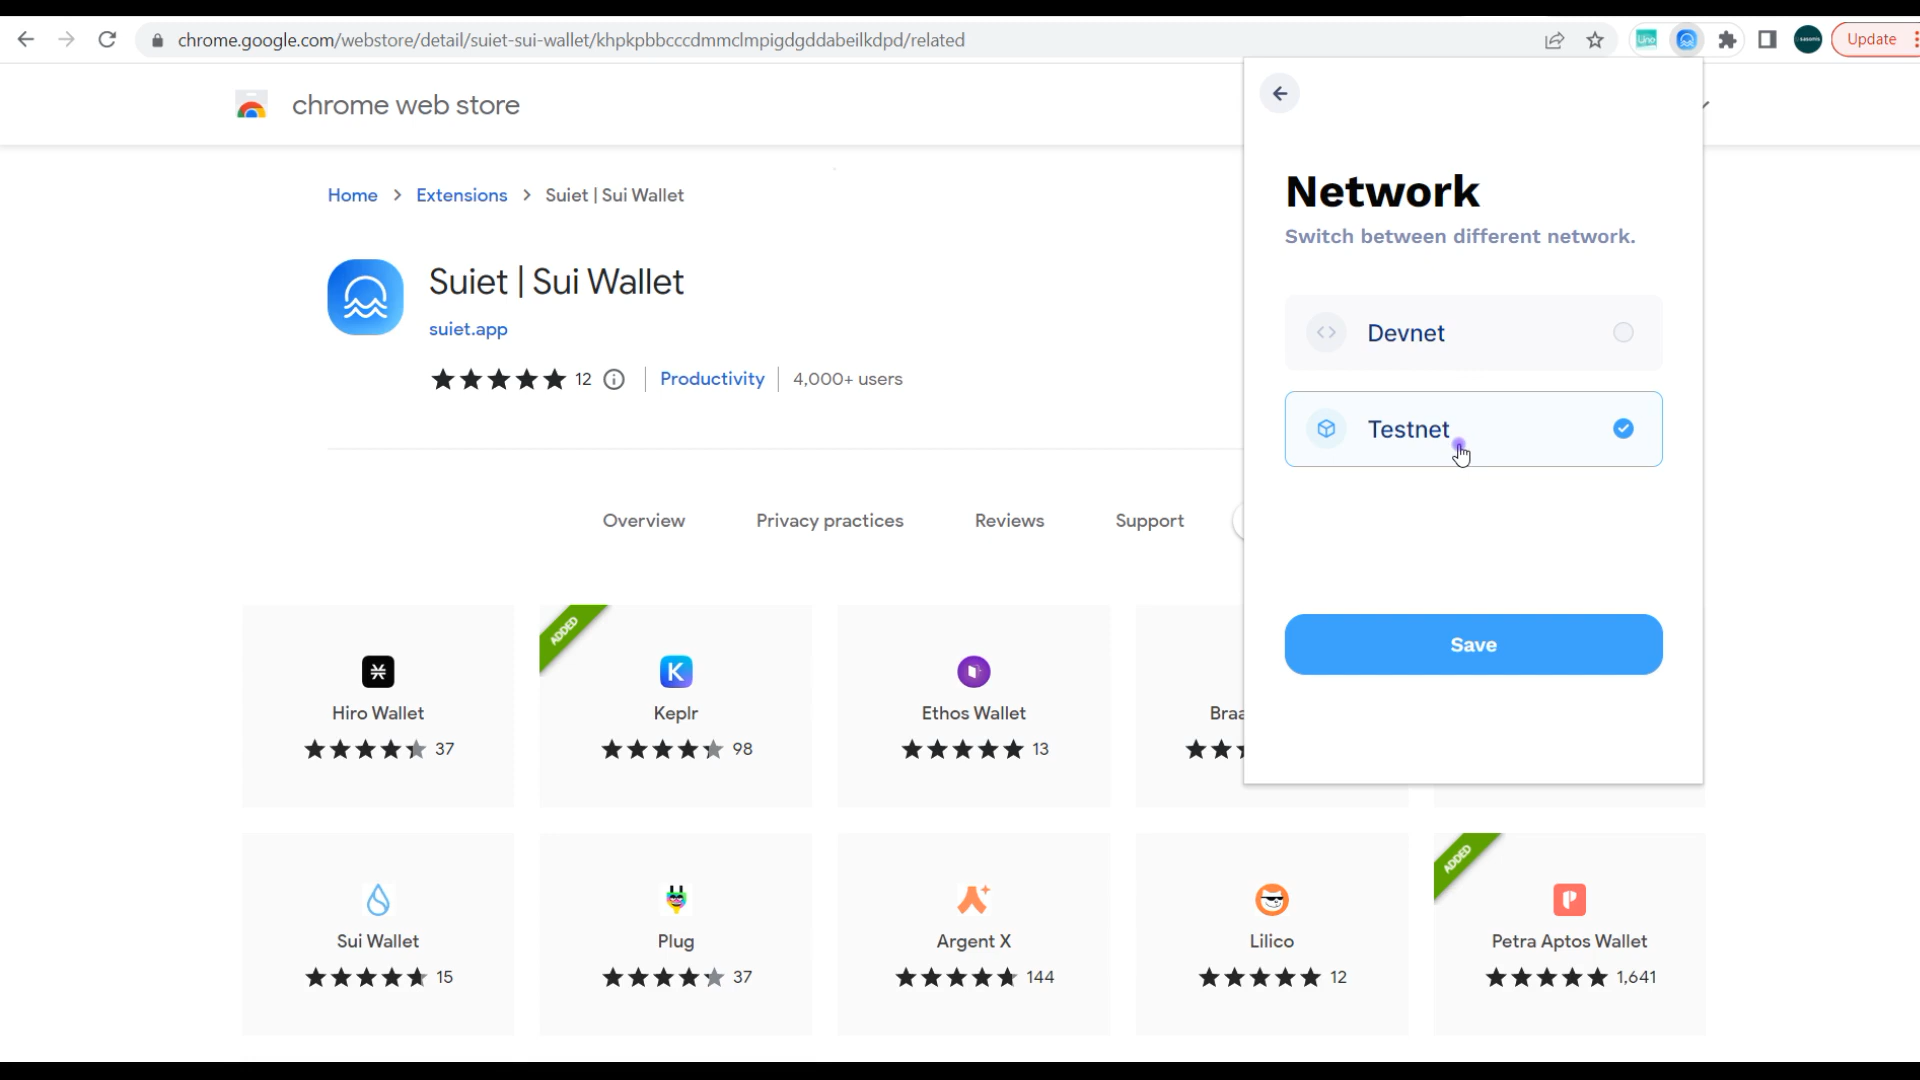 chrome.google.com/webstore/detail/suiet-sui-wallet/khpkpbbcccdmmclmpigdgddabeilkdpd/related
Update
chrome web store
Home > Extensions > Suiet | Sui Wallet
Suiet | Sui Wallet
suiet.app
12
Productivity
4,000+ users
Overview
Privacy practices
Reviews
Support
Network
Switch between different network.
Devnet
Testnet
Save
Hiro Wallet
37
ADDED
Keplr
98
Ethos Wallet
13
Braa
Sui Wallet
15
Plug
37
Argent X
144
Lilico
12
ADDED
Petra Aptos Wallet
1,641